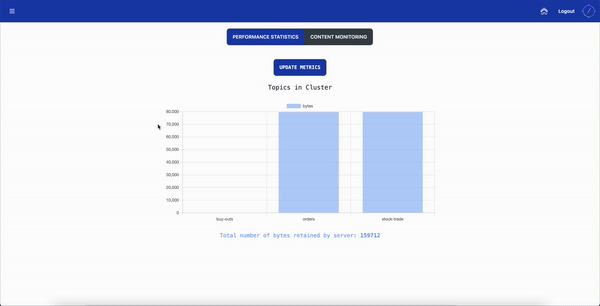 Logout
PERFORMANCE STATISTICS CONTENT MONITORING
UPDATE METRICS
Topics in Cluster
bytes
80,000
70,000
60,000
50,000
40,000
30,000
20,000
10,000
0
buy-outs orders stock-trade
Total number of bytes retained by server: 159712